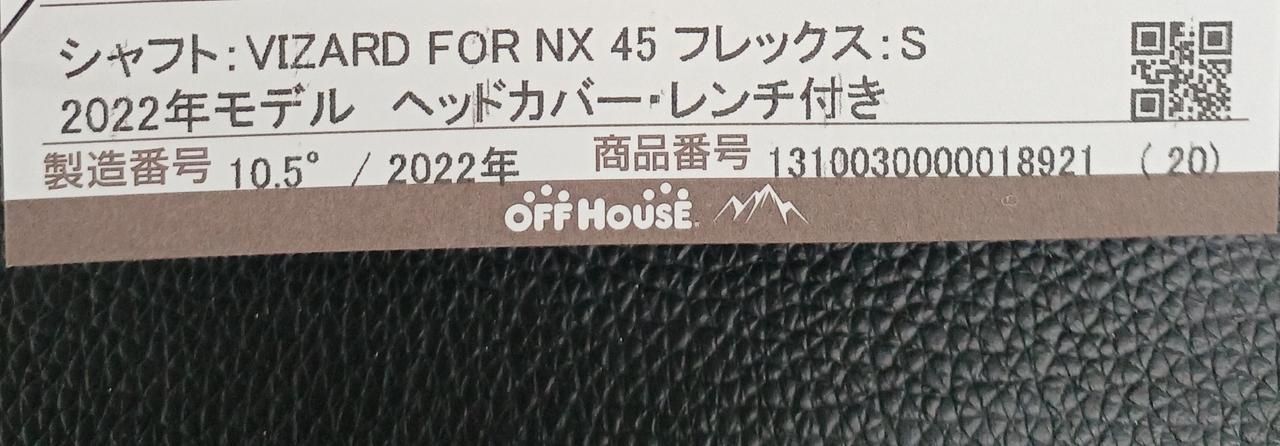 シャフト：VIZARD FOR NX 45 フレックス：S
2022年モデル　ヘッドカバー・レンチ付き
製造番号 10.5° / 2022年 商品番号 1310030000018921 (20)
OFF HOUSE